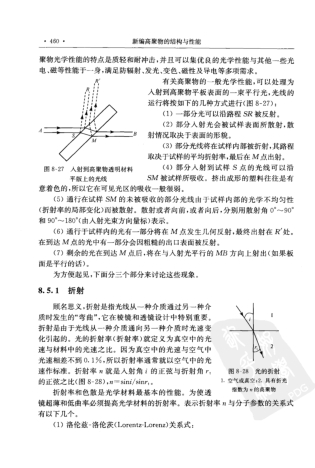 · 460 ·
新编高聚物的结构与性能
聚物光学性能的特点是质轻和耐冲击,并且可以集优良的光学性能与其他一些光
电、磁等性能于一身,满足防辐射、发光、变色、磁性及导电等多项需求。
有关高聚物的一般光学性能,可以处理为
入射到高聚物平板表面的一束平行光,光线的
运行将按如下的几种方式进行(图 8-27):
(1) 一部分光可以沿路程 SR 被反射。
(2) 部分入射光会被试样表面所散射,散
射情况取决于表面的形貌。
(3) 部分光线将在试样内部被折射,其路程
取决于试样的平均折射率,最后在 M 点出射。
(4) 部分入射到试样 S 点的光线可以沿
SM 被试样所吸收。挤出成形的塑料往往是有
图 8-27 入射到高聚物透明材料
平板上的光线
意着色的,所以它在可见光区的吸收一般很弱。
(5) 通行在试样 SM 的未被吸收的部分光线由于试样内部的光学不均匀性
(折射率的局部变化)而被散射。散射或者向前,或者向后,分别用散射角 0°~90°
和 90°~180°(由入射光束方向量标)表示。
(6) 通行于试样内的光有一部分将在 M 点发生几何反射,最终出射在 R′处。
在到达 M 点的光中有一部分会因粗糙的出口表面被反射。
(7) 剩余的光在到达 M 点后,将在与入射光平行的 MB 方向上射出(如果板
面是平行的话)。
为方便起见,下面分三个部分来讨论这些现象。
8.5.1 折射
顾名思义,折射是指光线从一种介质通过另一种介
质时发生的“弯曲”,它在棱镜和透镜设计中特别重要。
折射是由于光线从一种介质通向另一种介质时光速变
化引起的。光的折射率(折射率)就定义为真空中的光
速与材料中的光速之比。因为真空中的光速与空气中
光速相差不到 0.1%,所以折射率通常就以空气中的光
速作标准。折射率 n 就是入射角 i 的正弦与折射角 r
的正弦之比(图 8-28),n=sini/sinr。
图 8-28 光的折射
1. 空气或真空;2. 具有折光
指数为 n 的高聚物
折射率和色散是光学材料最基本的性能。为使透
镜超薄和低曲率必须提高光学材料的折射率。表示折射率 n 与分子参数的关系式
有以下几个。
(1) 洛伦兹-洛伦茨(Lorentz-Lorenz)关系式: